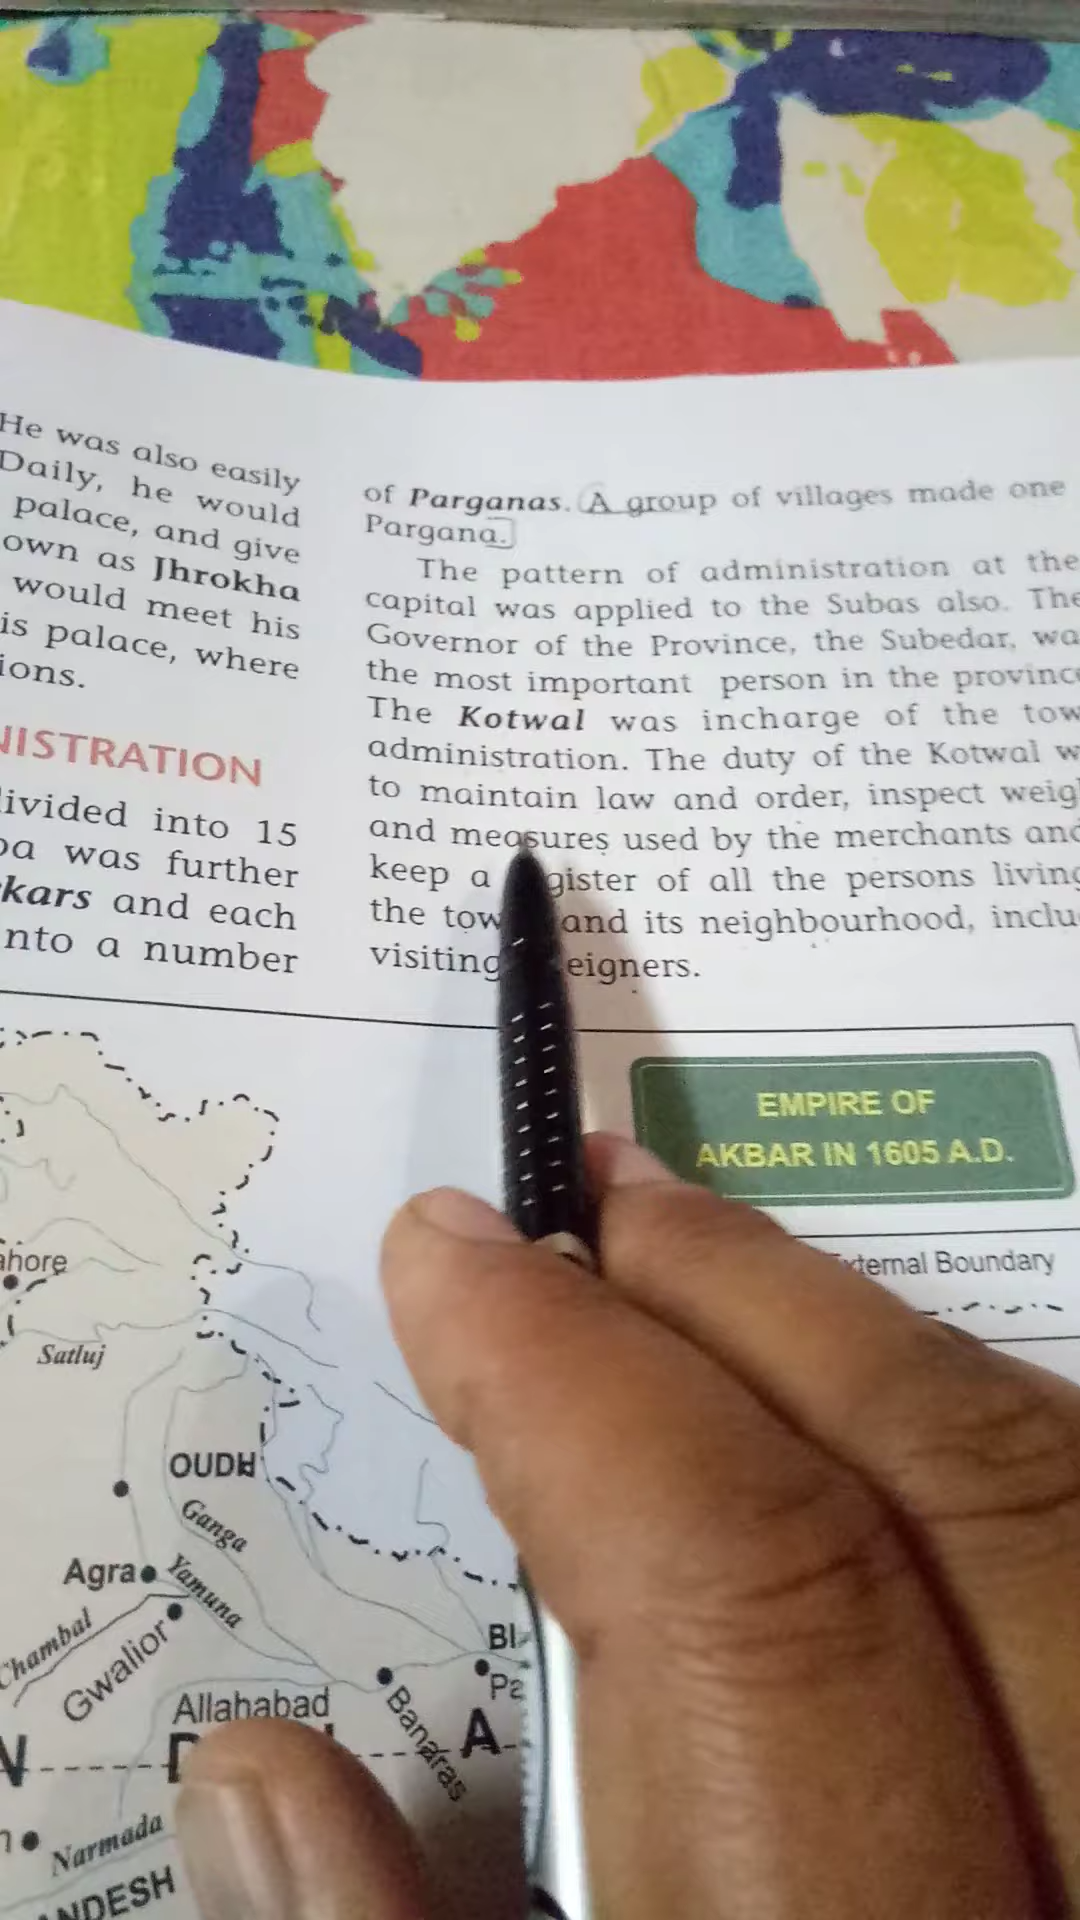 He was also easily
Daily, he would
palace, and give
own as Jhrokha
would meet his
is palace, where
ions.
NISTRATION
divided into 15
ba was further
kars and each
nto a number
of Parganas. A group of villages made one
Pargana.
The pattern of administration at the
capital was applied to the Subas also. The
Governor of the Province, the Subedar, wa
the most important person in the provinc
The Kotwal was incharge of the tow
administration. The duty of the Kotwal w
to maintain law and order, inspect weig
and measures used by the merchants and
keep a gister of all the persons living
the tow and its neighbourhood, inclu
visiting eigners.
EMPIRE OF
AKBAR IN 1605 A.D.
External Boundary
ahore
Satluj
OUDH
Ganga
Agra
Yamuna
Chambal
Gwalior
Allahabad
Banaras
BI
Pa
N D A
Narmada
ANDESH